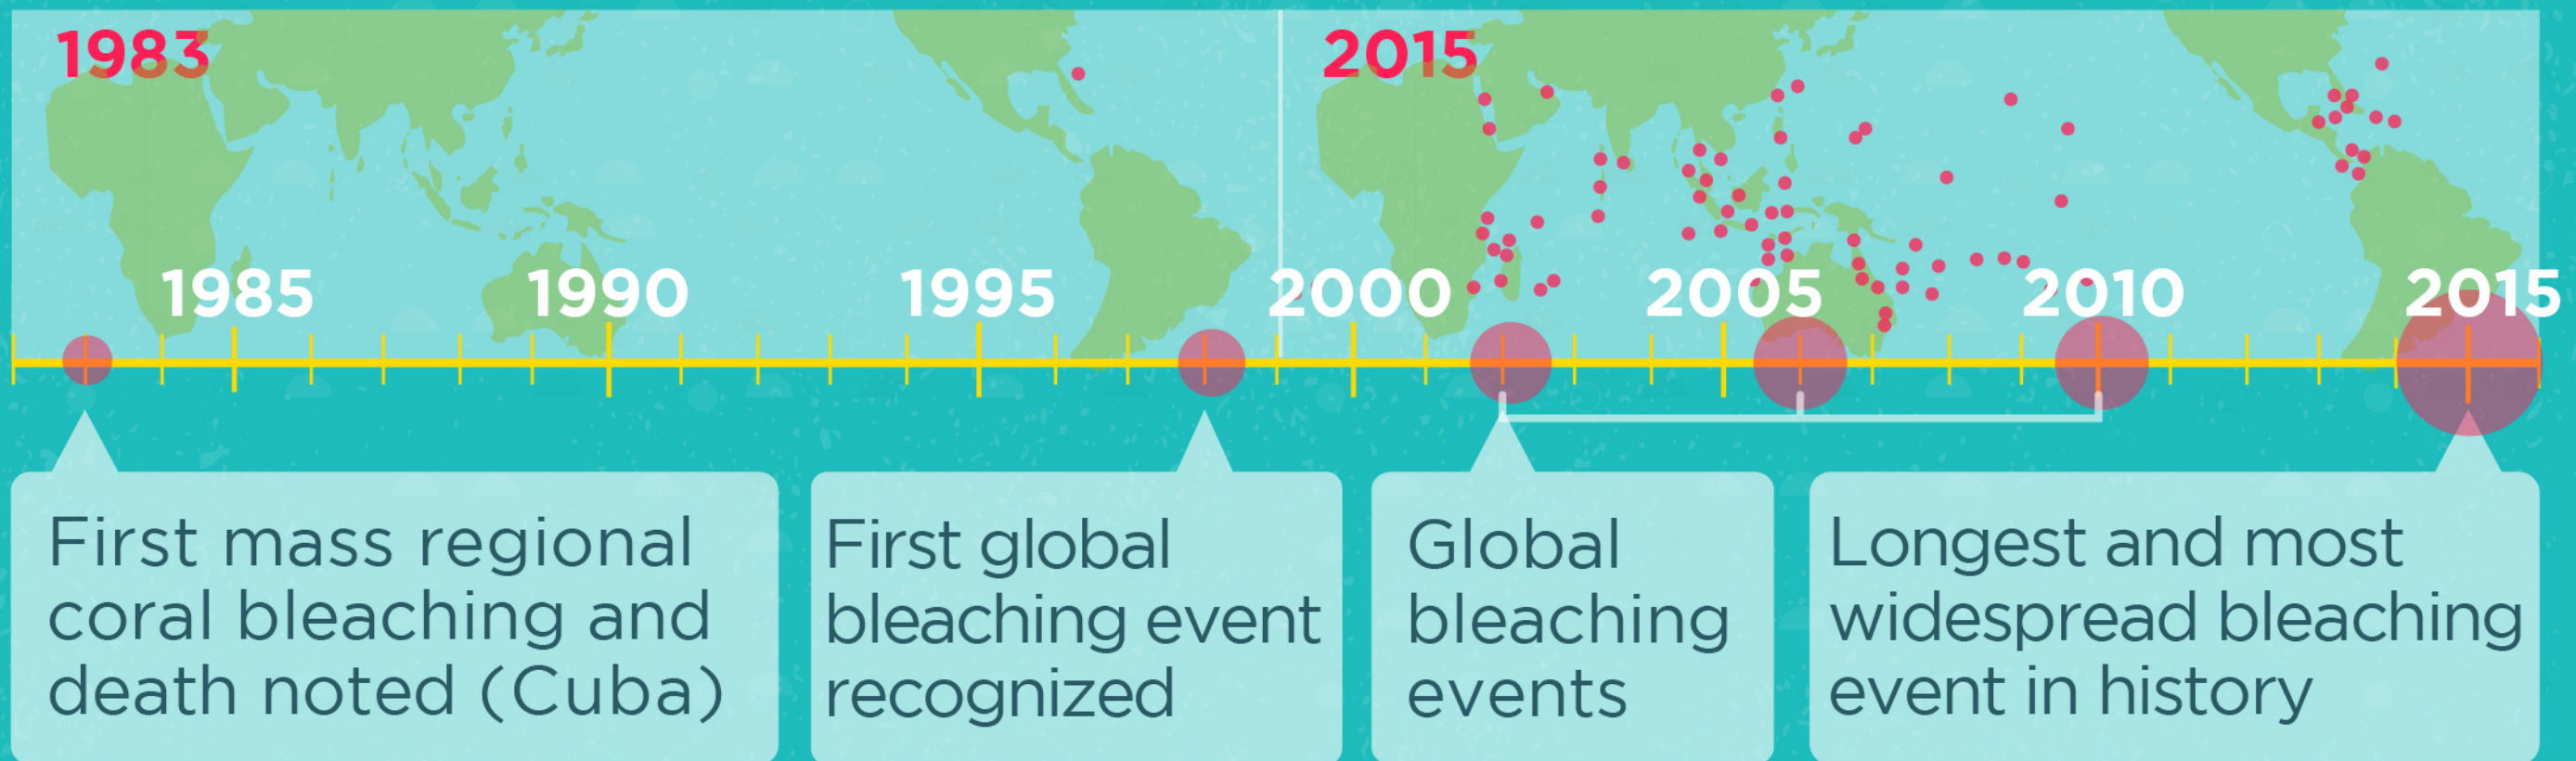 1983
2015
1985
1990
1995
2000
2005
2010
2015
First mass regional
coral bleaching and
death noted (Cuba)
First global
bleaching event
recognized
Global
bleaching
events
Longest and most
widespread bleaching
event in history